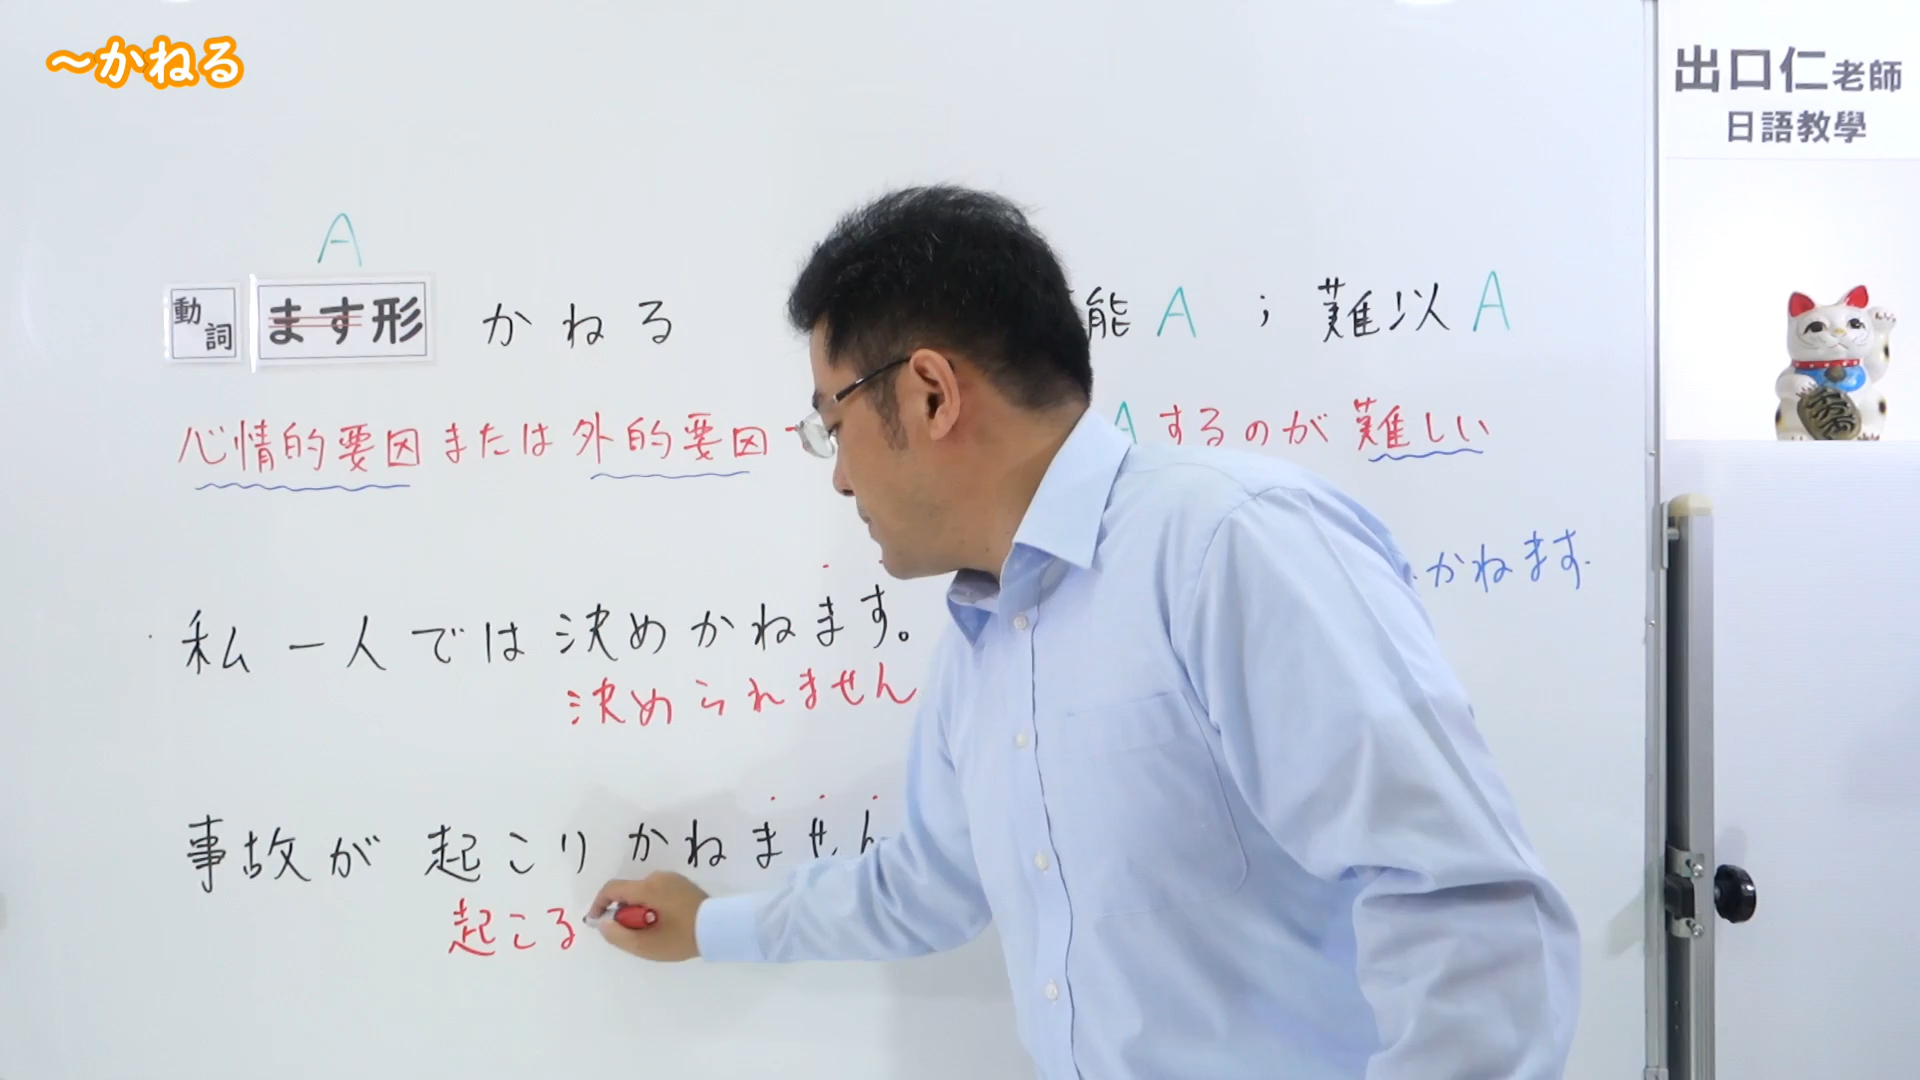 ～かねる
出口仁老師
日語教學
A
動詞 ます形 かねる 能A ; 難以A
心情的要因または外的要因 Aするのが難しい
かねます.
私一人では決めかねます。
決められません
事故が起こりかねません
起こる